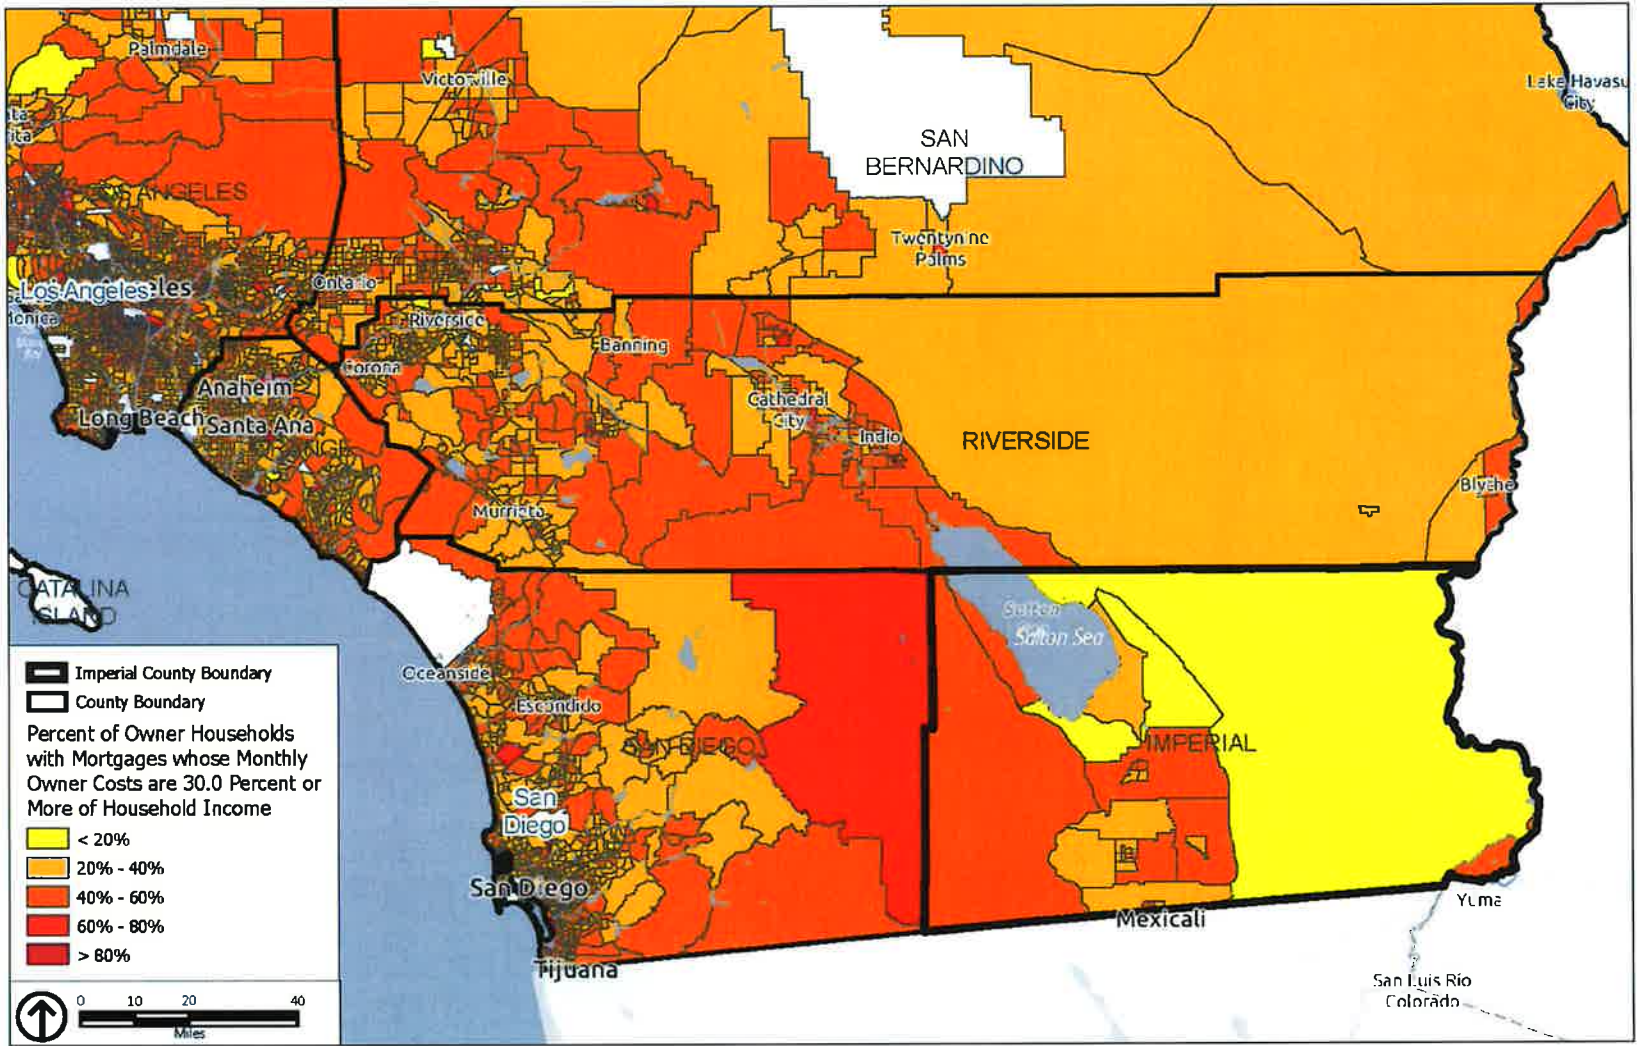 Palmdale
Victorville
Lake Havasu
City
SAN
BERNARDINO
ANGELES
Twentynine
Palms
Ontario
Los Angeles
eles
onica
Riverside
Banning
Corona
Anaheim
Cathedral
City
Long Beach
Santa Ana
Indio
RIVERSIDE
Blythe
Murrieta
CATALINA
ISLAND
Salton
Salton Sea
Oceanside
Escondido
SAN DIEGO
IMPERIAL
San
Diego
San Diego
Tijuana
Mexicali
Yuma
San Luis Río
Colorado
Imperial County Boundary
County Boundary
Percent of Owner Households
with Mortgages whose Monthly
Owner Costs are 30.0 Percent or
More of Household Income
< 20%
20% - 40%
40% - 60%
60% - 80%
> 80%
0 10 20 40
Miles